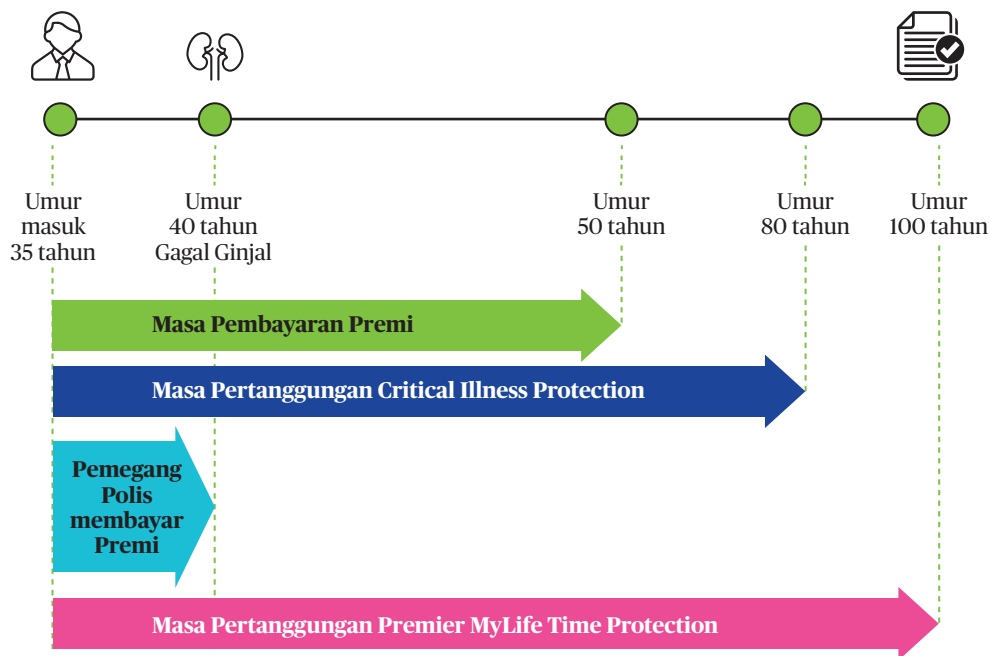 Umur
masuk
35 tahun
Umur
40 tahun
Gagal Ginjal
Umur
50 tahun
Umur
80 tahun
Umur
100 tahun
Masa Pembayaran Premi
Masa Pertanggungan Critical Illness Protection
Pemegang
Polis
membayar
Premi
Masa Pertanggungan Premier MyLife Time Protection